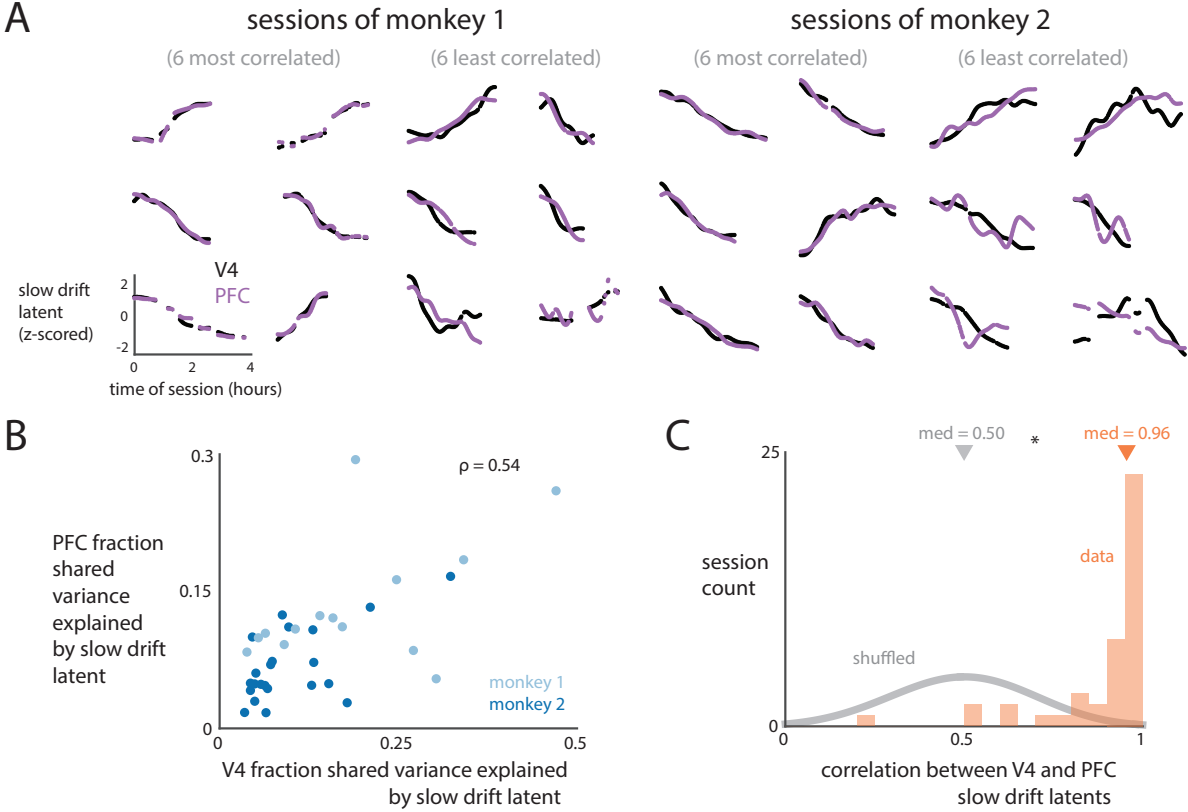 A
sessions of monkey 1
sessions of monkey 2
(6 most correlated)
(6 least correlated)
(6 most correlated)
(6 least correlated)
slow drift
latent
(z-scored)
2
0
-2
V4
PFC
0
2
4
time of session (hours)
B
PFC fraction
shared
variance
explained
by slow drift
latent
0.3
0.15
0
ρ = 0.54
monkey 1
monkey 2
0
0.25
0.5
V4 fraction shared variance explained
by slow drift latent
C
med = 0.50
*
med = 0.96
25
session
count
0
data
shuffled
0
0.5
1
correlation between V4 and PFC
slow drift latents